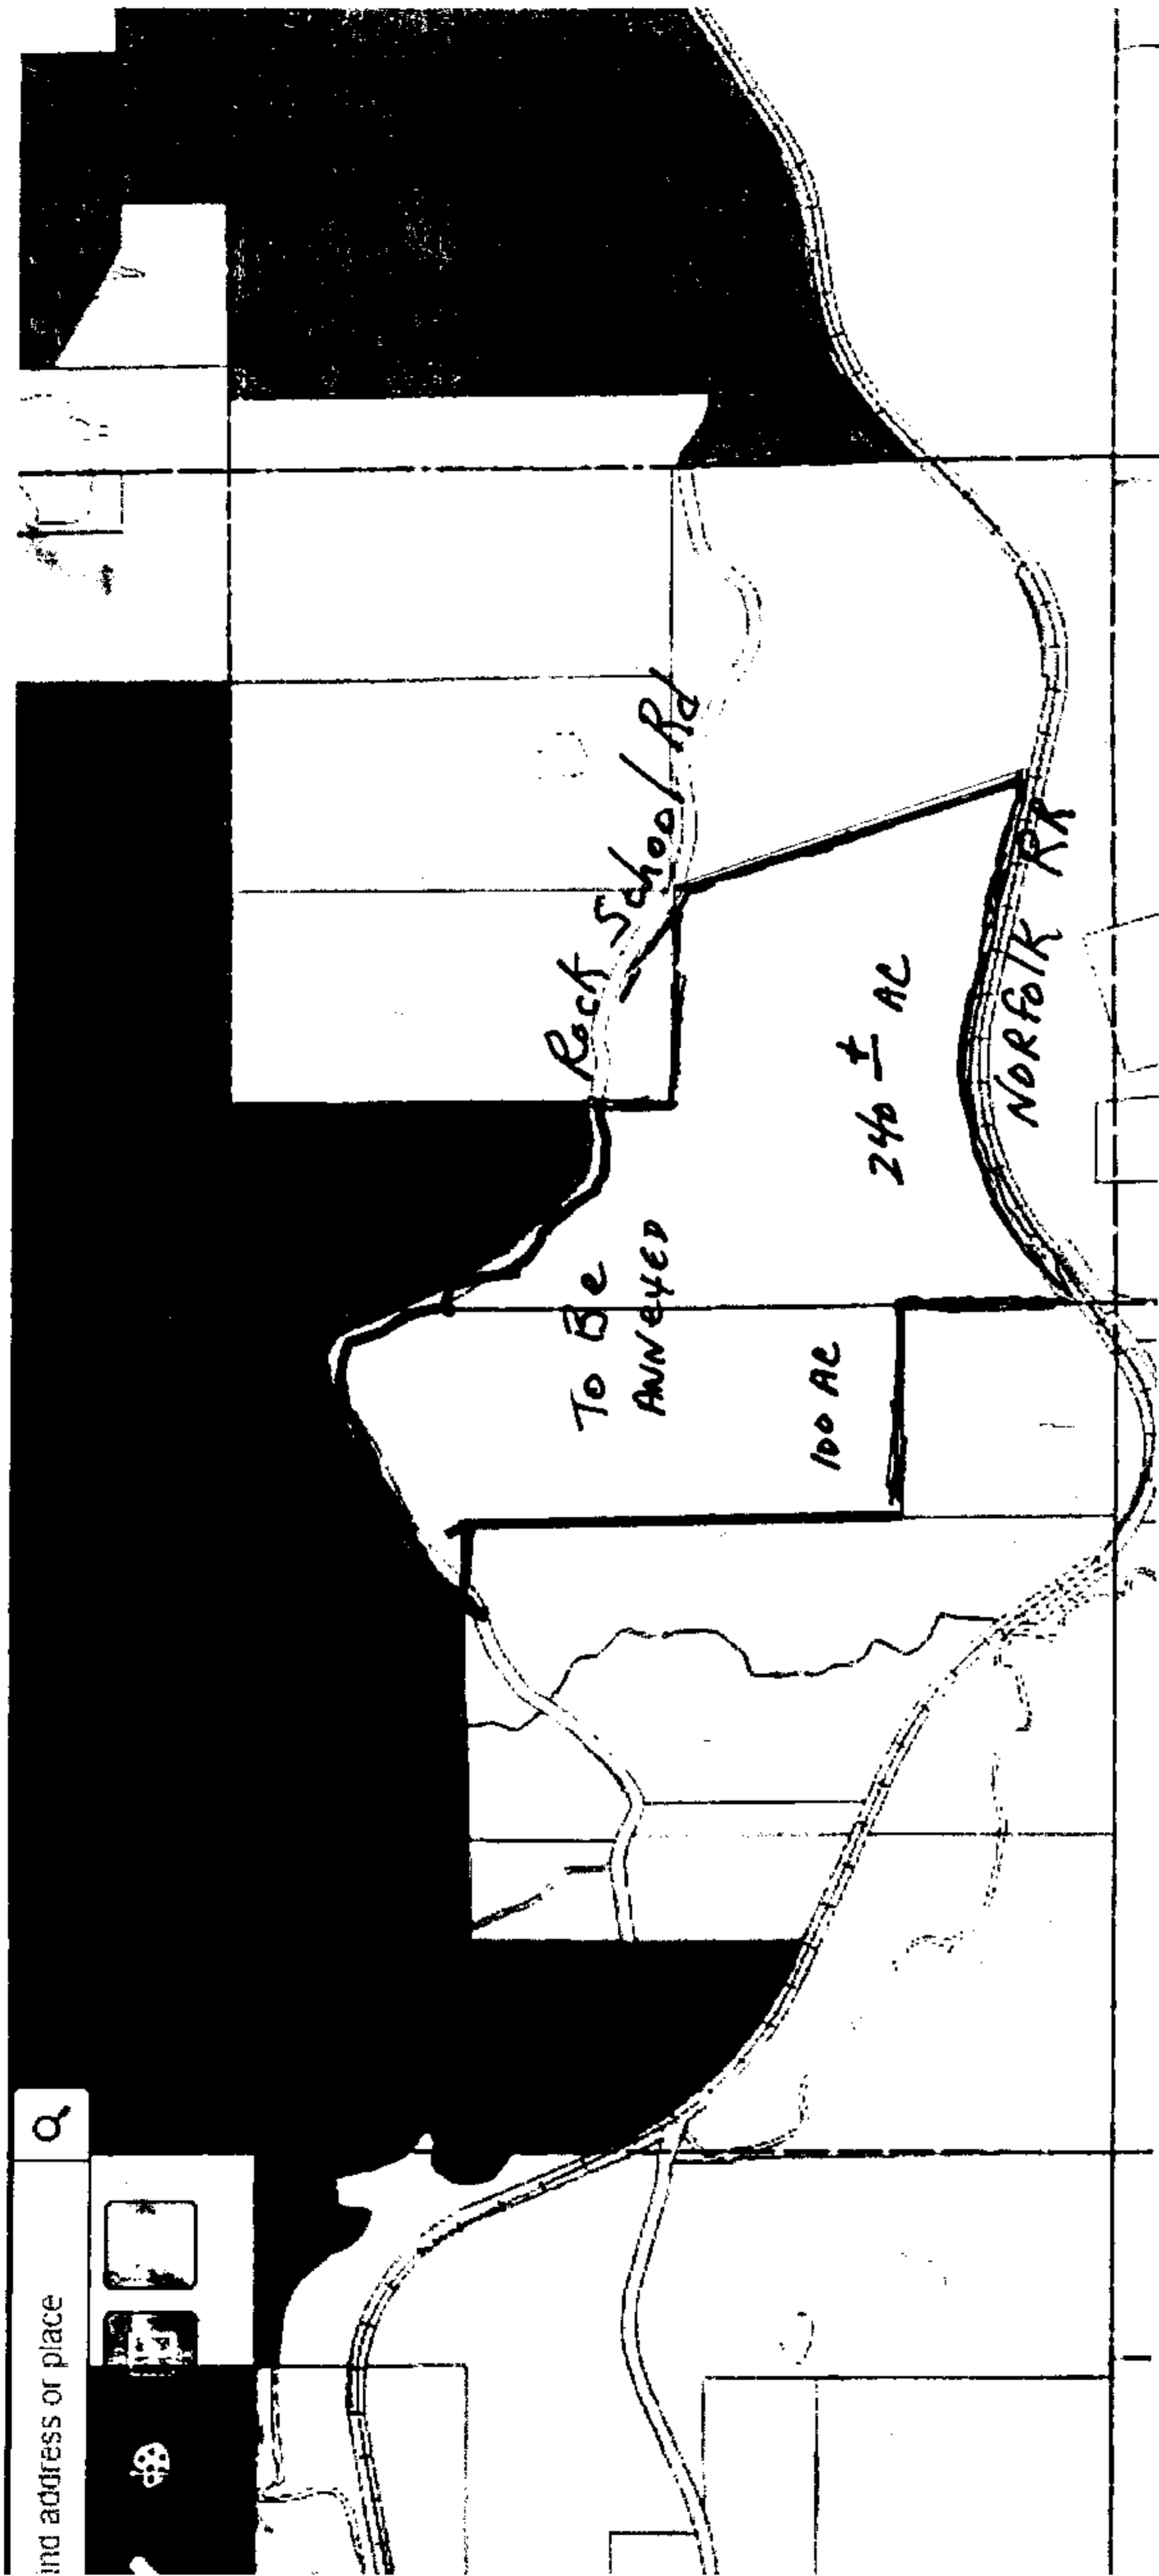 ind address or place
Rock School Rd
To Be
ANNEXED
240 ± AC
100 AC
NORFOLK RR